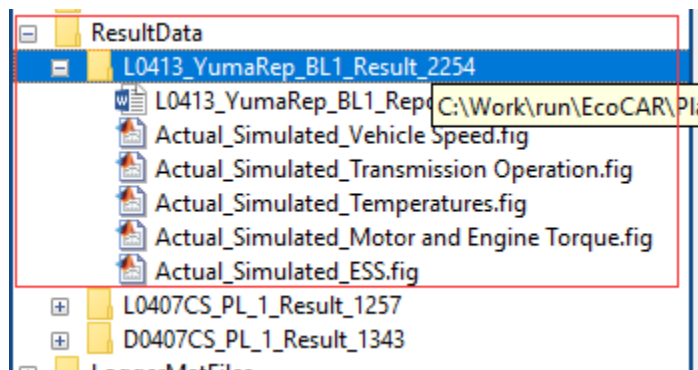 ResultData
L0413_YumaRep_BL1_Result_2254
L0413_YumaRep_BL1_Repo
C:\Work\run\EcoCAR\Pla
Actual_Simulated_Vehicle Speed.fig
Actual_Simulated_Transmission Operation.fig
Actual_Simulated_Temperatures.fig
Actual_Simulated_Motor and Engine Torque.fig
Actual_Simulated_ESS.fig
L0407CS_PL_1_Result_1257
D0407CS_PL_1_Result_1343